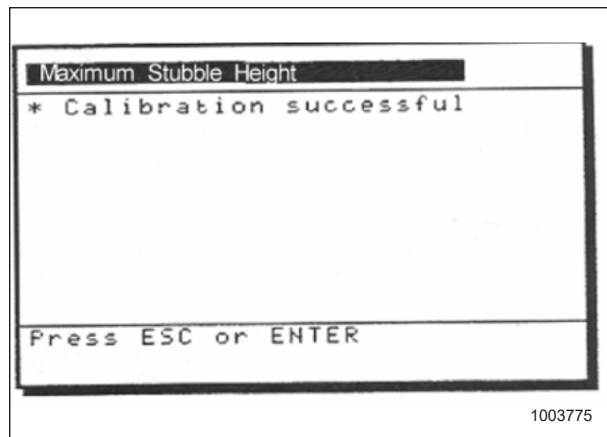 Maximum Stubble Height
* Calibration successful
Press ESC or ENTER
1003775